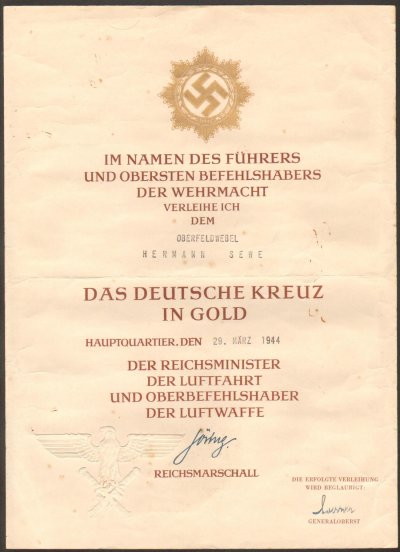 IM NAMEN DES FÜHRERS
UND OBERSTEN BEFEHLSHABERS
DER WEHRMACHT
VERLEIHE ICH
DEM
OBERFELDWEBEL
HERMANN SEHE
DAS DEUTSCHE KREUZ
IN GOLD
HAUPTQUARTIER, DEN 29. MÄRZ 1944
DER REICHSMINISTER
DER LUFTFAHRT
UND OBERBEFEHLSHABER
DER LUFTWAFFE
Göring.
REICHSMARSCHALL
DIE ERFOLGTE VERLEIHUNG
WIRD BEGLAUBIGT:
GENERALOBERST